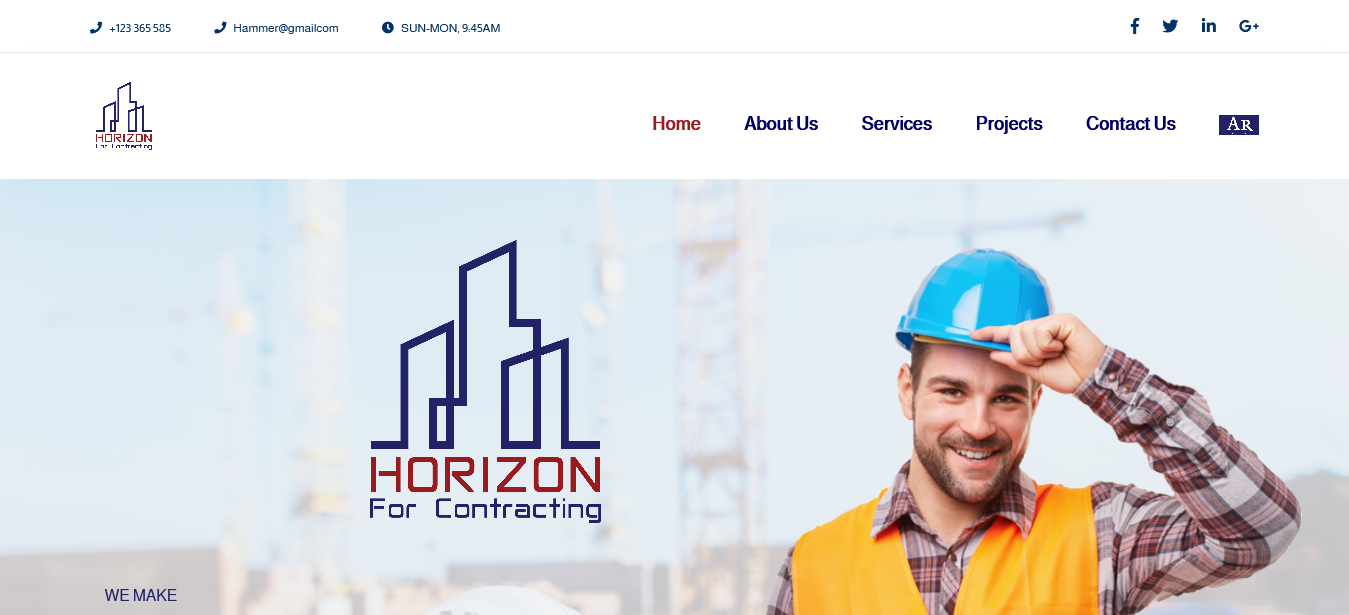 +123 365 585 Hammer@gmailcom SUN-MON, 9:45AM
HORIZON
For Contracting
Home About Us Services Projects Contact Us AR
HORIZON
For Contracting
WE MAKE